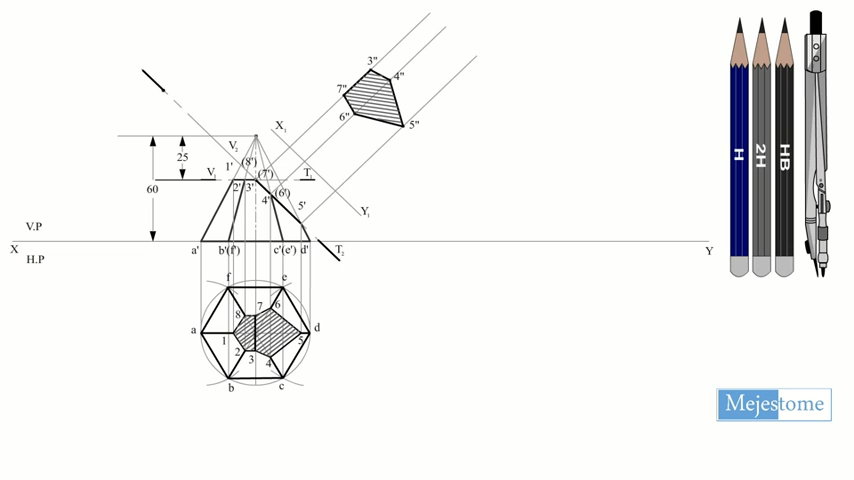 3"
4"
7"
6"
5"
X₁
V₂
25
1'
(8')
V₁
(7')
T₁
60
2'
3'
4'
(6')
5'
Y₁
V.P
X
H.P
a'
b'(f')
c'(e')
d'
T₂
Y
f
e
8
7
6
a
1
5
d
2
3
4
b
c
H
2H
HB
Mejestome